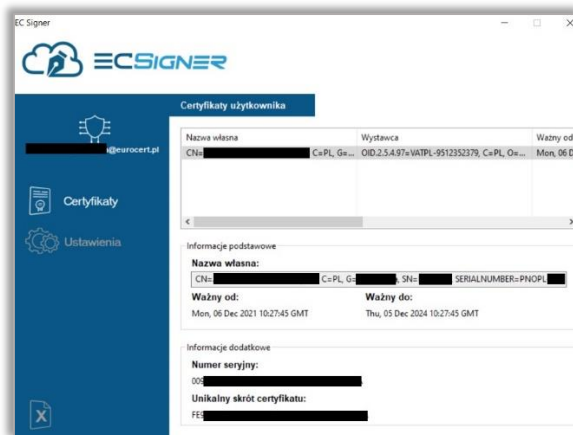 EC Signer
ECSIGNER
Certyfikaty użytkownika
@eurocert.pl
Nazwa własna Wystawca Ważny od
CN= C=PL, G=... OID.2.5.4.97=VATPL-9512352379, C=PL, O=... Mon, 06 D
Certyfikaty
Ustawienia
Informacje podstawowe
Nazwa własna:
CN= C=PL, G= , SN= SERIALNUMBER=PNOPL
Ważny od: Ważny do:
Mon, 06 Dec 2021 10:27:45 GMT Thu, 05 Dec 2024 10:27:45 GMT
Informacje dodatkowe
Numer seryjny:
009
Unikalny skrót certyfikatu:
FE9